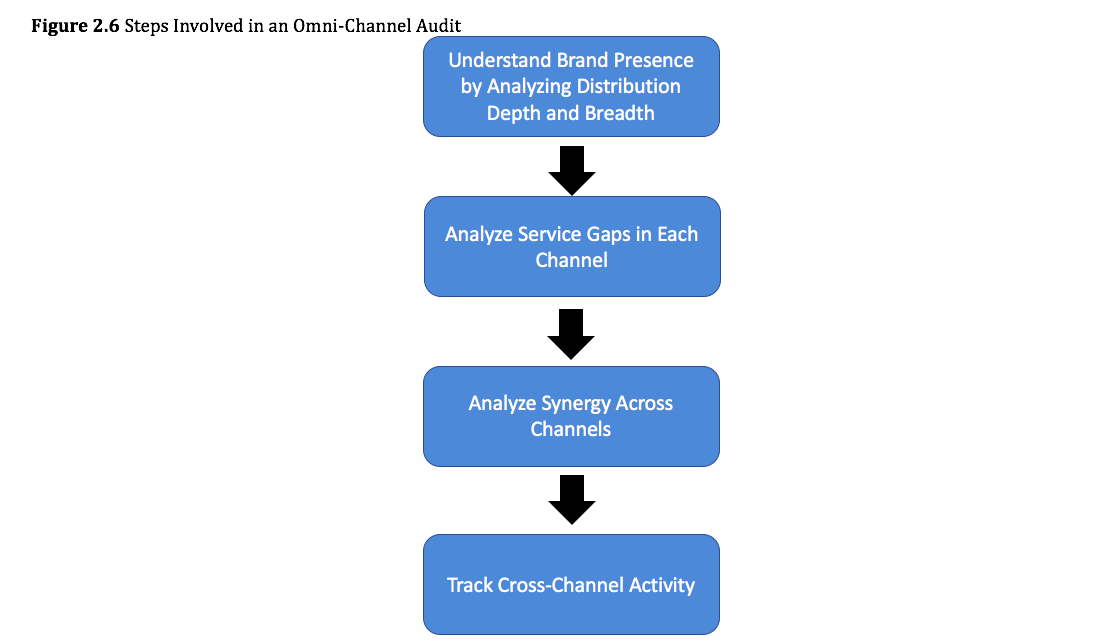 Figure 2.6 Steps Involved in an Omni-Channel Audit
Understand Brand Presence
by Analyzing Distribution
Depth and Breadth
Analyze Service Gaps in Each
Channel
Analyze Synergy Across
Channels
Track Cross-Channel Activity